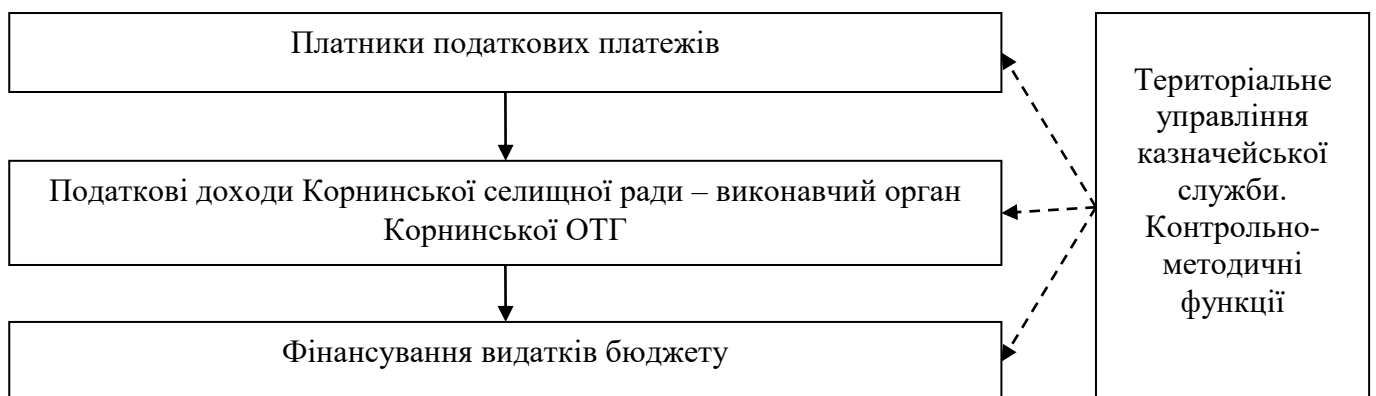 Платники податкових платежів
Податкові доходи Корнинської селищної ради – виконавчий орган
Корнинської ОТГ
Фінансування видатків бюджету
Територіальне
управління
казначейської
служби.
Контрольно-
методичні
функції